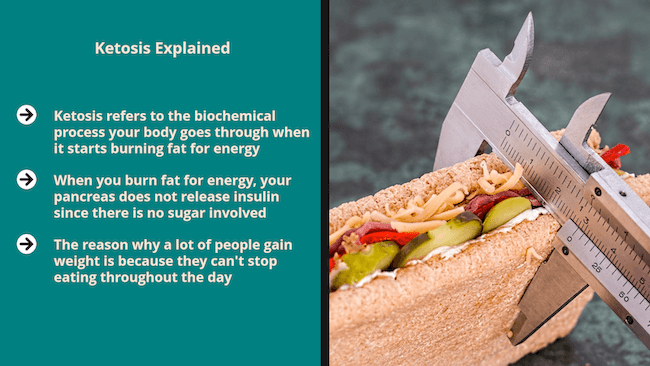 Ketosis Explained
Ketosis refers to the biochemical
process your body goes through when
it starts burning fat for energy
When you burn fat for energy, your
pancreas does not release insulin
since there is no sugar involved
The reason why a lot of people gain
weight is because they can't stop
eating throughout the day